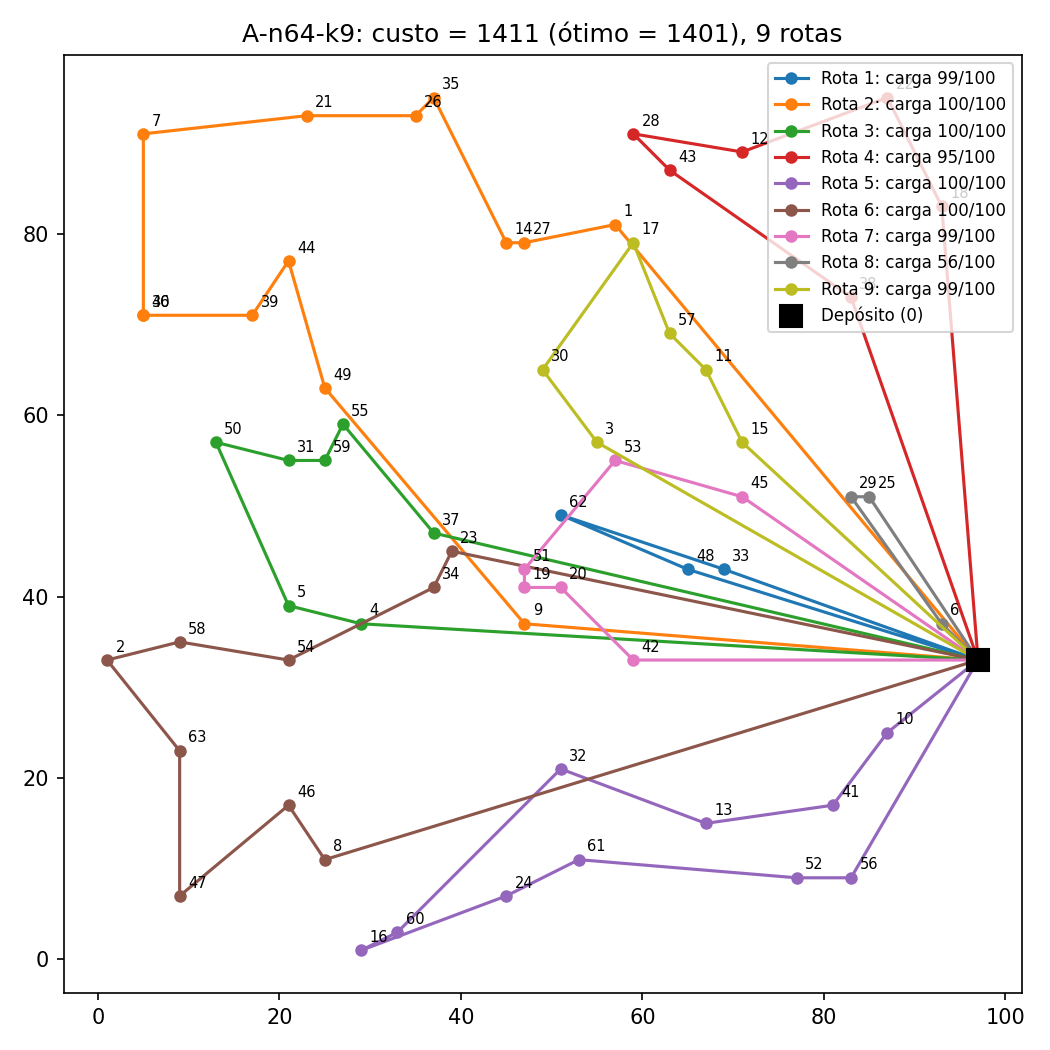 A-n64-k9: custo = 1411 (ótimo = 1401), 9 rotas
Rota 1: carga 99/100
Rota 2: carga 100/100
Rota 3: carga 100/100
Rota 4: carga 95/100
Rota 5: carga 100/100
Rota 6: carga 100/100
Rota 7: carga 99/100
Rota 8: carga 56/100
Rota 9: carga 99/100
Depósito (0)
35
21 26
7
28
12
43
1
14 27 17
44
39
57
30 11
49
55
50 3 15
31 59 53
45 29 25
62
37
23 51 48 33
34 19 20
5 4 9 6
58
2 54 42
63 10
32
46 41
13
8 61
47 24 52 56
60
16
80
60
40
20
0
0 20 40 60 80 100